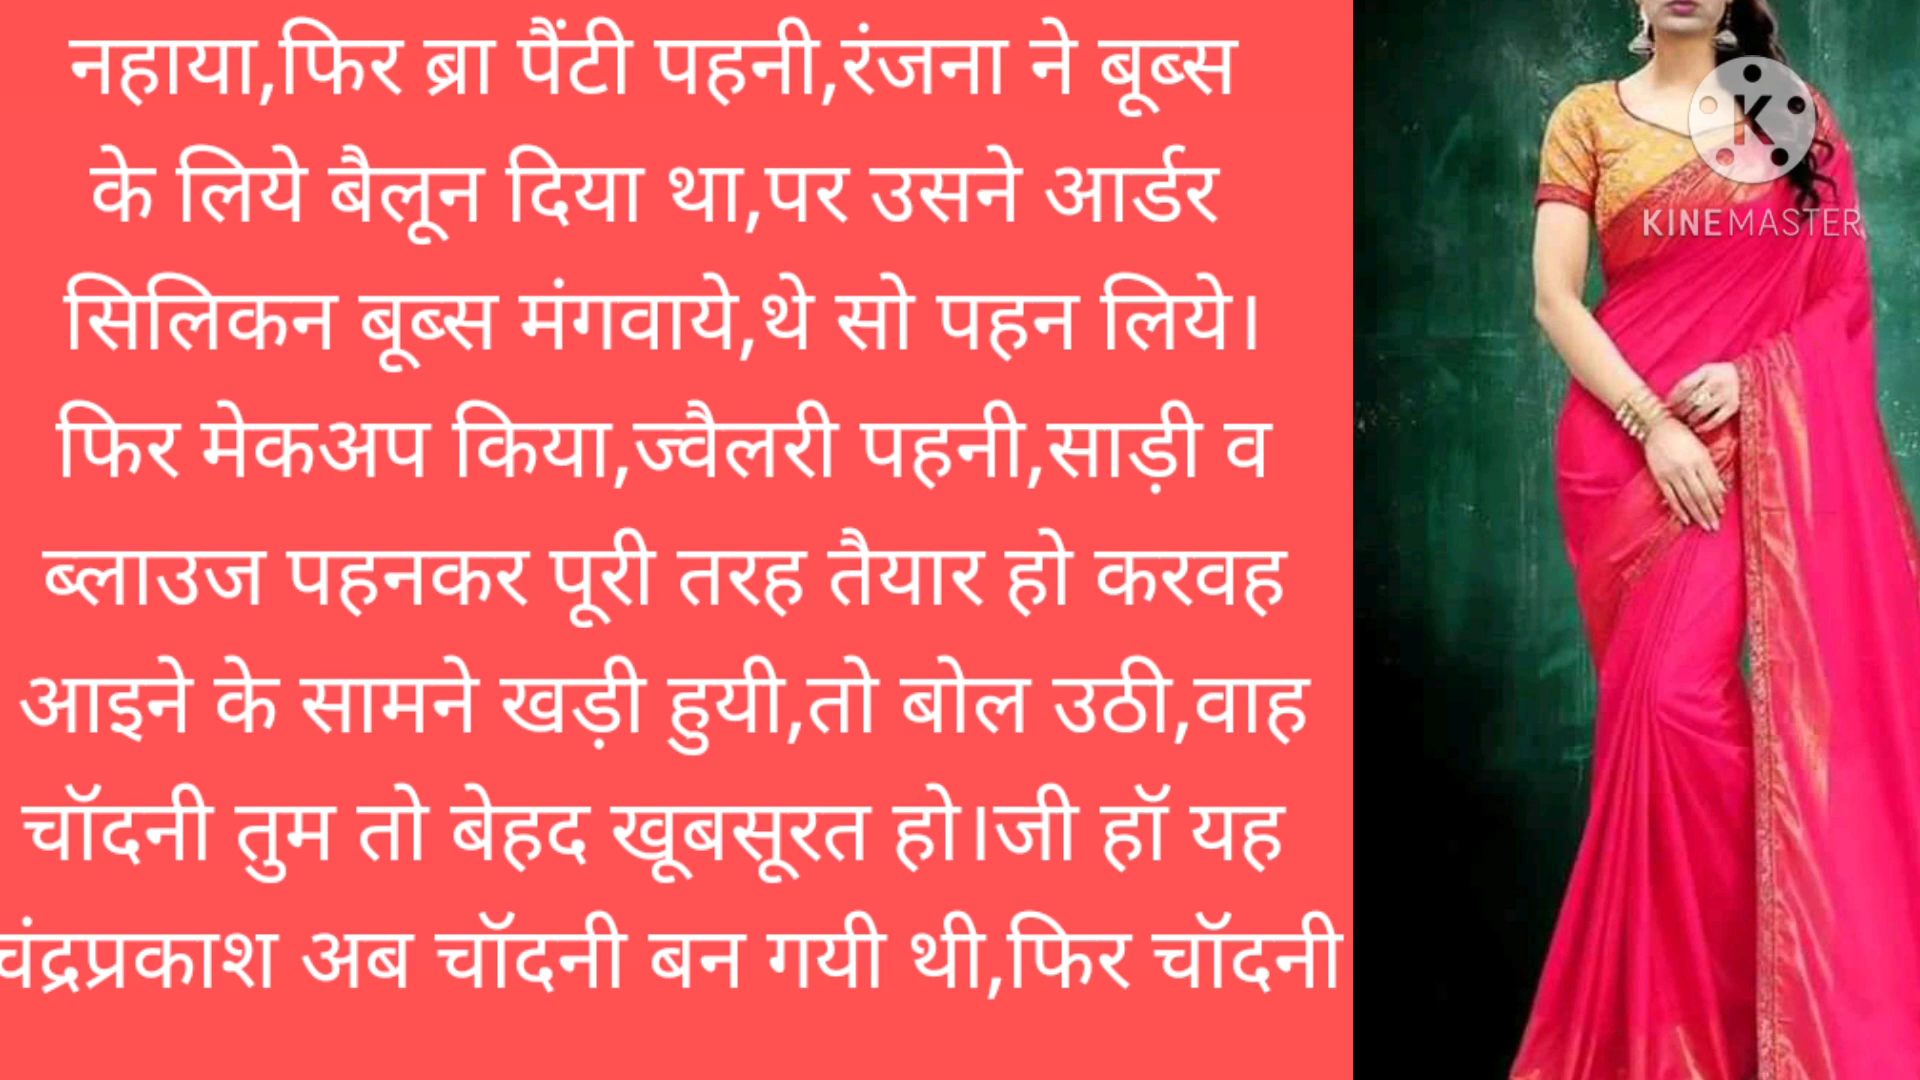 नहाया,फिर ब्रा पैंटी पहनी,रंजना ने बूब्स
के लिये बैलून दिया था,पर उसने आर्डर
सिलिकन बूब्स मंगवाये,थे सो पहन लिये।
फिर मेकअप किया,ज्वैलरी पहनी,साड़ी व
ब्लाउज पहनकर पूरी तरह तैयार हो करवह
आइने के सामने खड़ी हुयी,तो बोल उठी,वाह
चॉदनी तुम तो बेहद खूबसूरत हो।जी हॉ यह
चंद्रप्रकाश अब चॉदनी बन गयी थी,फिर चॉदनी
K
KINEMASTER